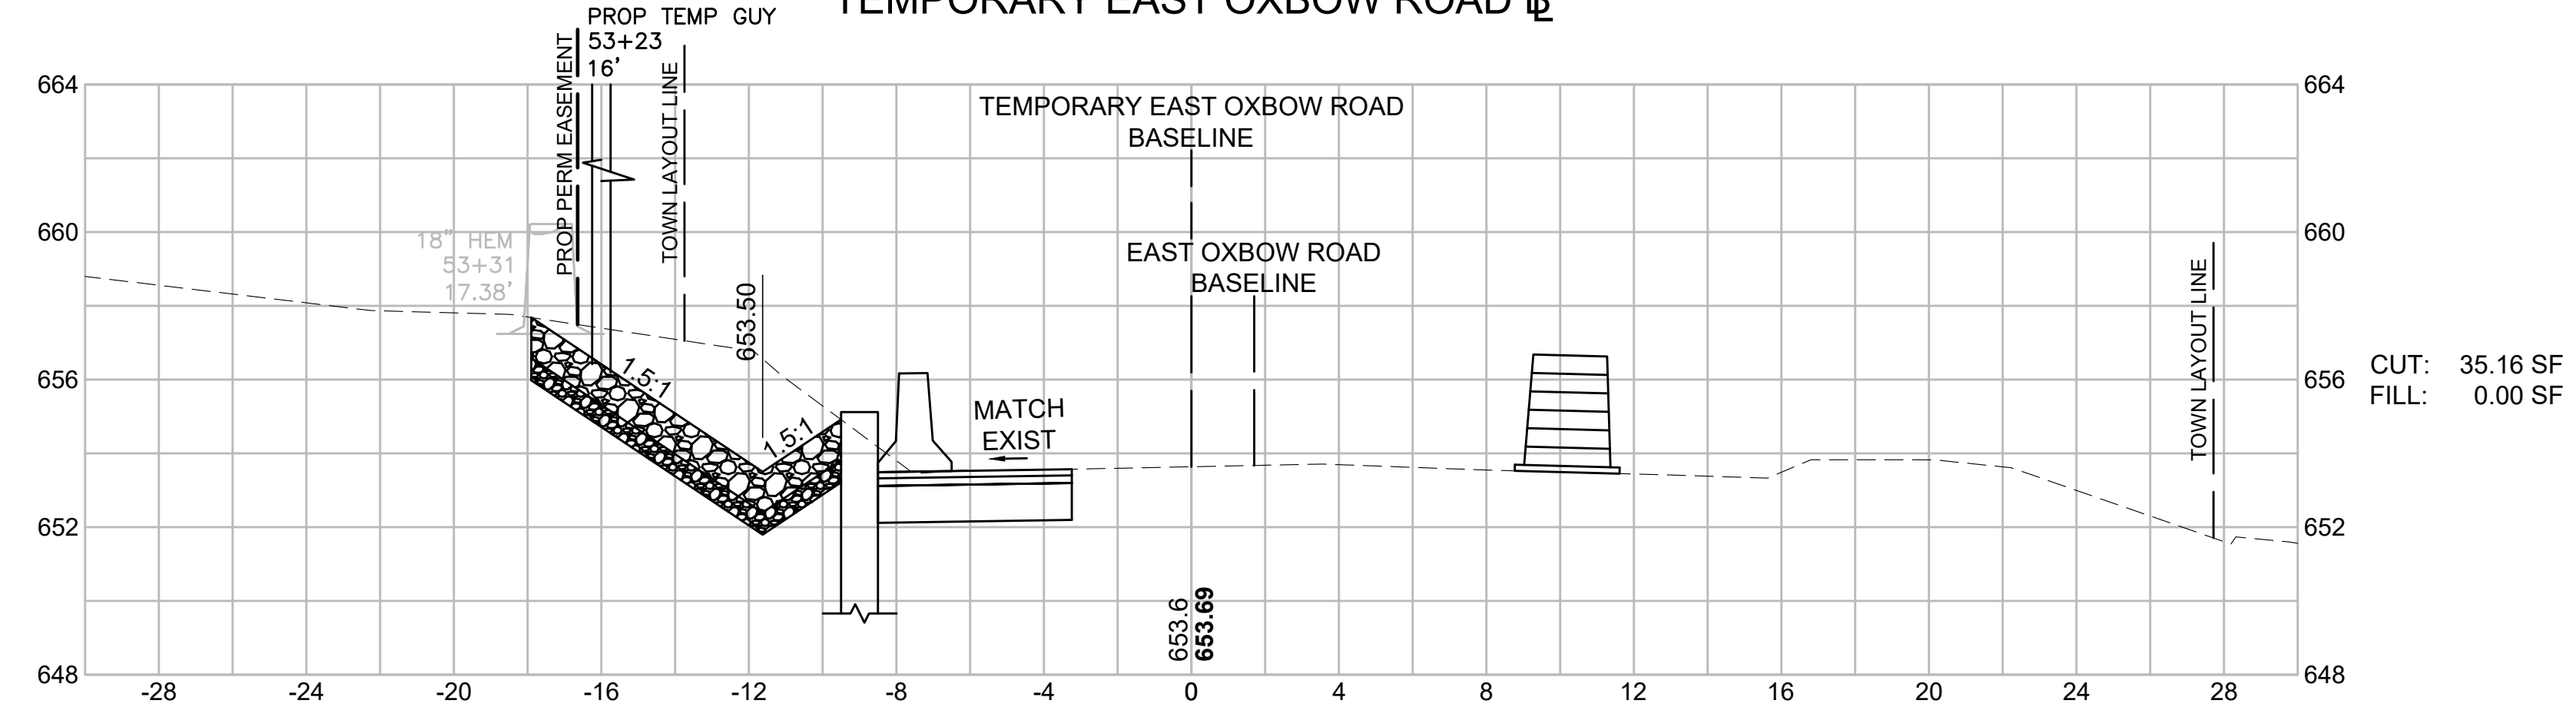 TEMPORARY EAST OXBOW ROAD BL
PROP TEMP GUY
53+23
16'
PROP PERM EASEMENT
TOWN LAYOUT LINE
664
664
TEMPORARY EAST OXBOW ROAD
BASELINE
660
660
18" HEM
53+31
17.38'
EAST OXBOW ROAD
BASELINE
TOWN LAYOUT LINE
653.50
656
656
1.5:1
1.5:1
MATCH
EXIST
CUT: 35.16 SF
FILL: 0.00 SF
652
652
653.6
653.69
648
648
-28 -24 -20 -16 -12 -8 -4 0 4 8 12 16 20 24 28